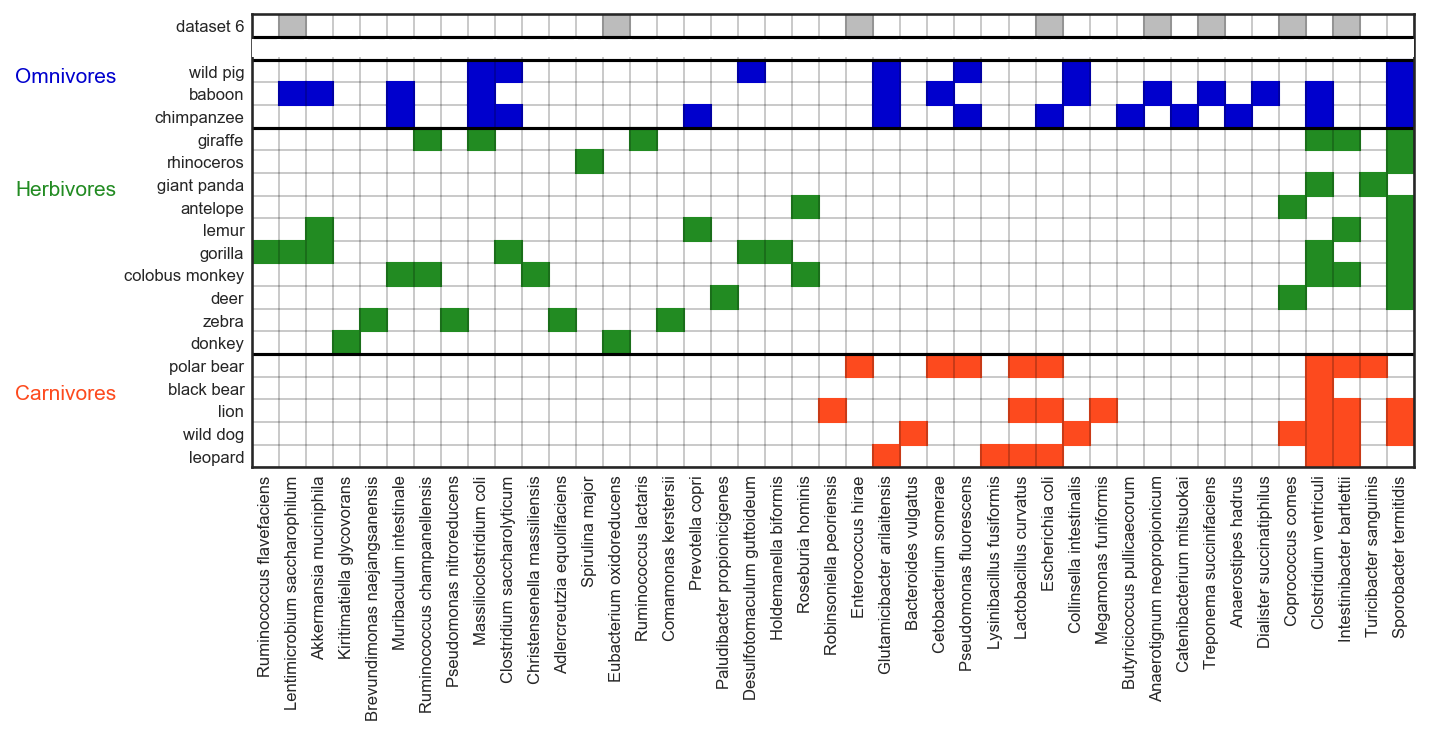 dataset 6
Omnivores
wild pig
baboon
chimpanzee
Herbivores
giraffe
rhinoceros
giant panda
antelope
lemur
gorilla
colobus monkey
deer
zebra
donkey
Carnivores
polar bear
black bear
lion
wild dog
leopard
Ruminococcus flavefaciens
Lentimicrobium saccharophilum
Akkermansia muciniphila
Kiritimatiella glycovorans
Brevundimonas naejangsanensis
Muribaculum intestinale
Ruminococcus champanellensis
Pseudomonas nitroreducens
Massilioclostridium coli
Clostridium saccharolyticum
Christensenella massiliensis
Adlercreutzia equolifaciens
Spirulina major
Eubacterium oxidoreducens
Ruminococcus lactaris
Comamonas kerstersii
Prevotella copri
Paludibacter propionicigenes
Desulfotomaculum guttoideum
Holdemanella biformis
Roseburia hominis
Robinsoniella peoriensis
Enterococcus hirae
Glutamicibacter arilaitensis
Bacteroides vulgatus
Cetobacterium somerae
Pseudomonas fluorescens
Lysinibacillus fusiformis
Lactobacillus curvatus
Escherichia coli
Collinsella intestinalis
Megamonas funiformis
Butyricicoccus pullicaecorum
Anaerotignum neopropionicum
Catenibacterium mitsuokai
Treponema succinifaciens
Anaerostipes hadrus
Dialister succinatiphilus
Coprococcus comes
Clostridium ventriculi
Intestinibacter bartlettii
Turicibacter sanguinis
Sporobacter termitidis